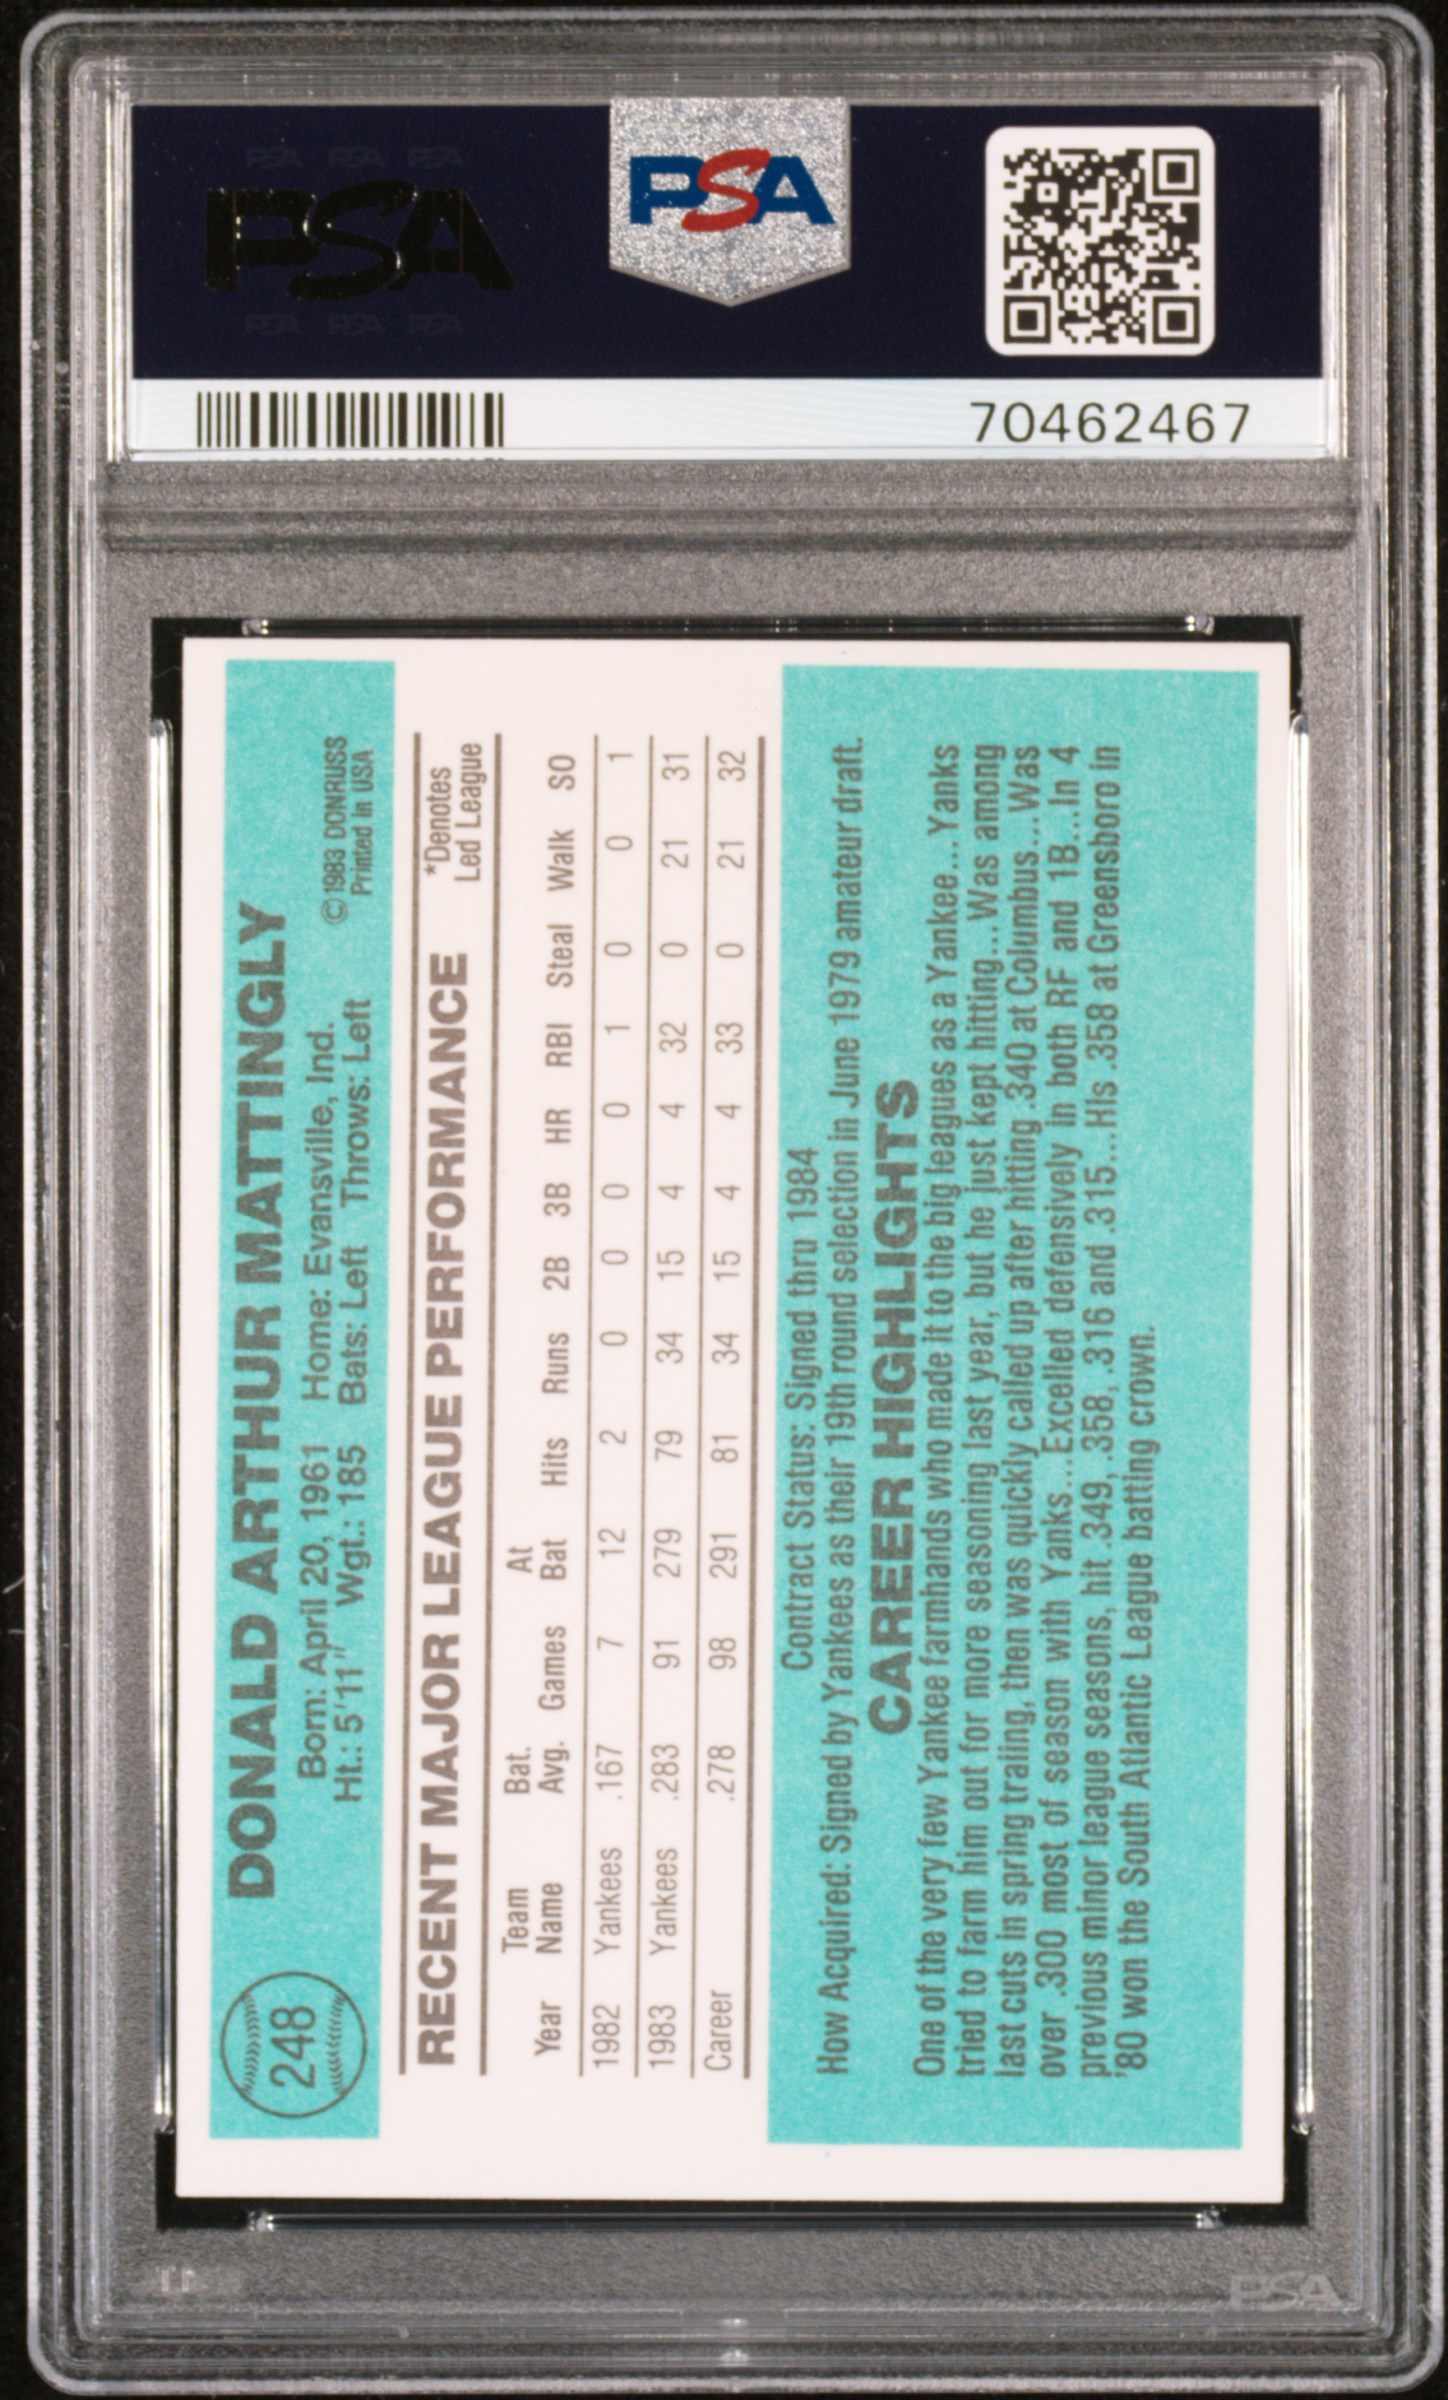 PSA PSA PSA
PSA
PSA PSA PSA
PSA
70462467
248
DONALD ARTHUR MATTINGLY
Born: April 20, 1961 Home: Evansville, Ind.
Ht.: 5'11" Wgt.: 185 Bats: Left Throws: Left
©1983 DONRUSS
Printed in USA
RECENT MAJOR LEAGUE PERFORMANCE
*Denotes
Led League
Team Bat. At
Year Name Avg. Games Bat Hits Runs 2B 3B HR RBI Steal Walk SO
1982 Yankees .167 7 12 2 0 0 0 0 1 0 0 1
1983 Yankees .283 91 279 79 34 15 4 4 32 0 21 31
Career .278 98 291 81 34 15 4 4 33 0 21 32
Contract Status: Signed thru 1984
How Acquired: Signed by Yankees as their 19th round selection in June 1979 amateur draft.
CAREER HIGHLIGHTS
One of the very few Yankee farmhands who made it to the big leagues as a Yankee...Yanks
tried to farm him out for more seasoning last year, but he just kept hitting...Was among
last cuts in spring traling, then was quickly called up after hitting .340 at Columbus...Was
over .300 most of season with Yanks...Excelled defensively in both RF and 1B...In 4
previous minor league seasons, hit .349, .358, .316 and .315...His .358 at Greensboro in
'80 won the South Atlantic League batting crown.
PSA